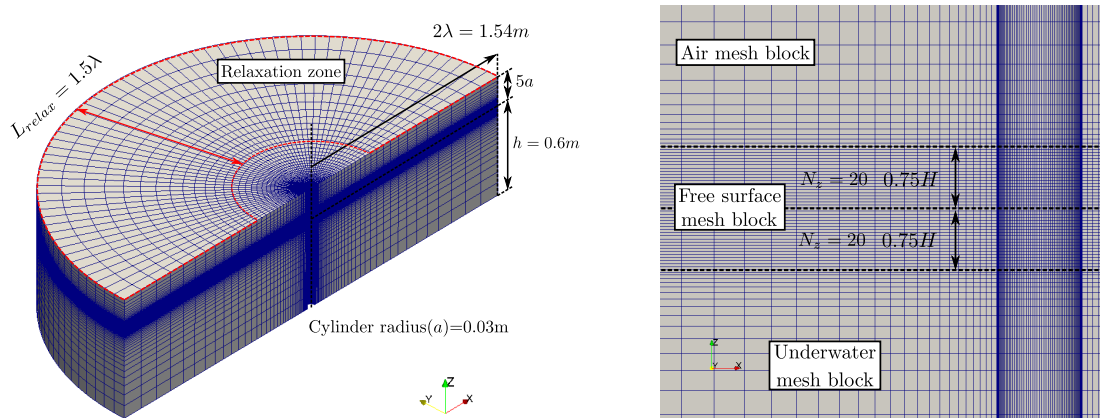 2λ = 1.54m
Relaxation zone
5a
L_relax = 1.5λ
h = 0.6m
Cylinder radius(a)=0.03m
Z
Y
X
Air mesh block
N_z = 20 0.75H
Free surface
mesh block
N_z = 20 0.75H
Underwater
mesh block
Z
Y
X